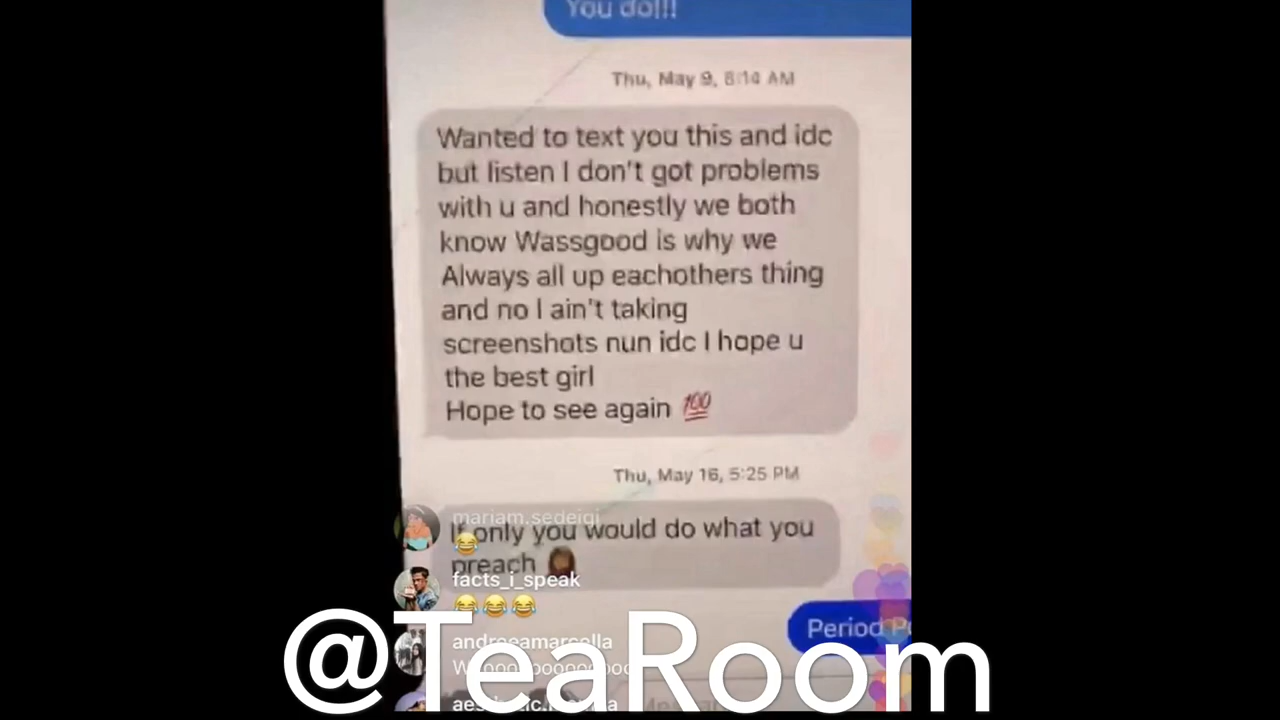 You do!!!
Thu, May 9, 8:14 AM
Wanted to text you this and idc
but listen I don't got problems
with u and honestly we both
know Wassgood is why we
Always all up eachothers thing
and no I ain't taking
screenshots nun idc I hope u
the best girl
Hope to see again 💯
Thu, May 16, 5:25 PM
If only you would do what you
preach
Period
mariam.sedeiqi
😂
facts_i_speak
😂😂😂
andreeamarcella
@TeaRoom